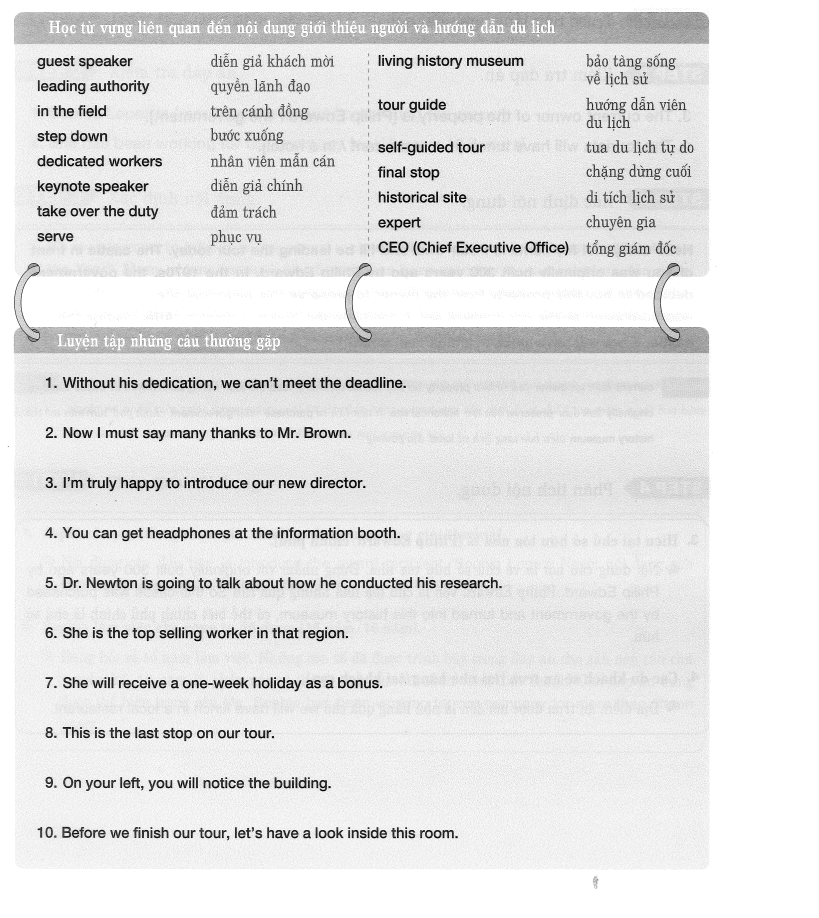 Học từ vựng liên quan đến nội dung giới thiệu người và hướng dẫn du lịch
guest speaker diễn giả khách mời
leading authority quyền lãnh đạo
in the field trên cánh đồng
step down bước xuống
dedicated workers nhân viên mẫn cán
keynote speaker diễn giả chính
take over the duty đảm trách
serve phục vụ
living history museum bảo tàng sống
về lịch sử
tour guide hướng dẫn viên
du lịch
self-guided tour tua du lịch tự do
final stop chặng dừng cuối
historical site di tích lịch sử
expert chuyên gia
CEO (Chief Executive Office) tổng giám đốc
Luyện tập những câu thường gặp
1. Without his dedication, we can't meet the deadline.
2. Now I must say many thanks to Mr. Brown.
3. I'm truly happy to introduce our new director.
4. You can get headphones at the information booth.
5. Dr. Newton is going to talk about how he conducted his research.
6. She is the top selling worker in that region.
7. She will receive a one-week holiday as a bonus.
8. This is the last stop on our tour.
9. On your left, you will notice the building.
10. Before we finish our tour, let's have a look inside this room.